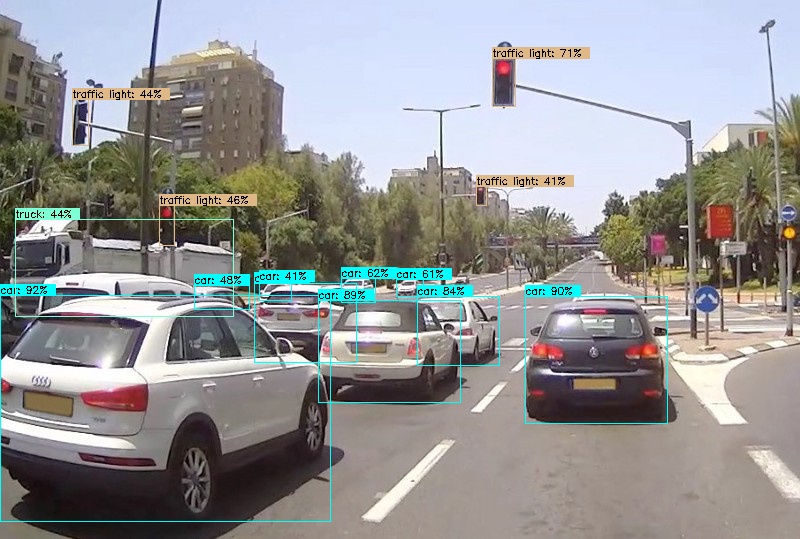 traffic light: 71%
traffic light: 44%
traffic light: 41%
traffic light: 46%
truck: 44%
car: 62%
car: 61%
car: 41%
car: 48%
car: 92%
car: 89%
car: 84%
car: 90%